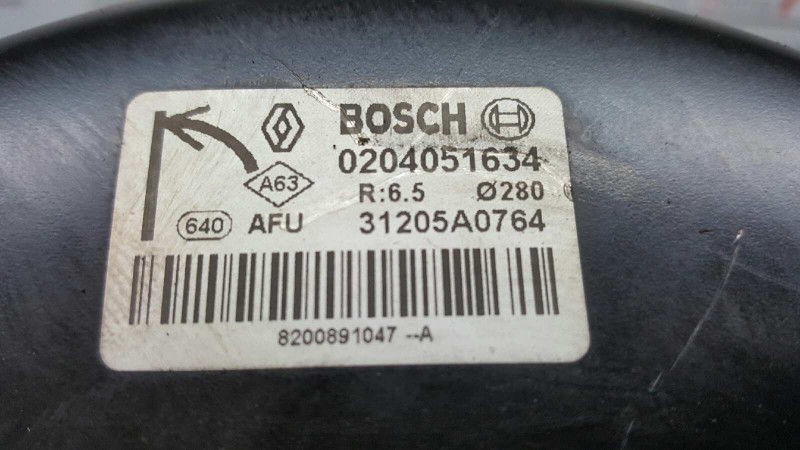 BOSCH
0204051634
A63
R:6.5 Ø280
640 AFU 31205A0764
8200891047 --A